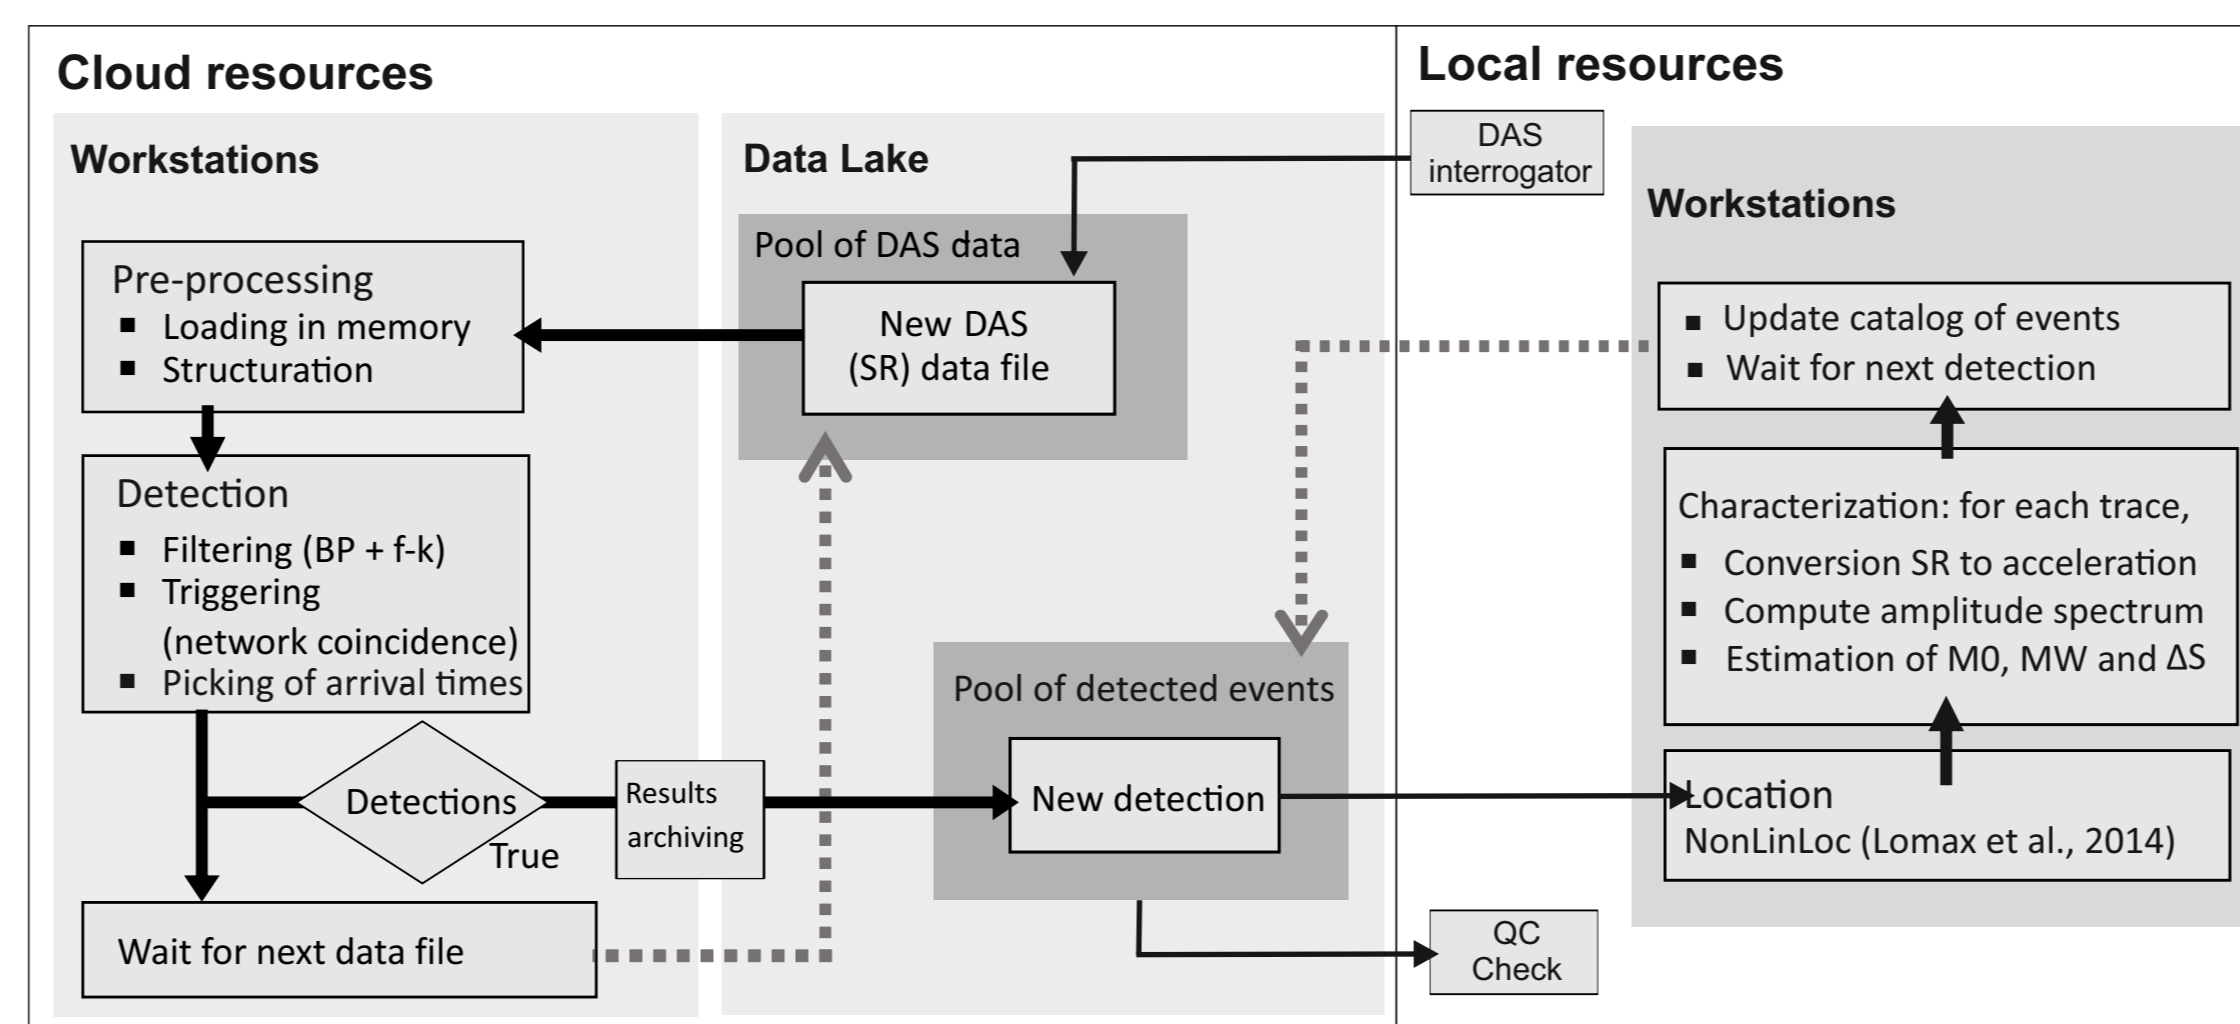 Cloud resources
Workstations
Pre-processing
▪ Loading in memory
▪ Structuration
Detection
▪ Filtering (BP + f-k)
▪ Triggering
(network coincidence)
▪ Picking of arrival times
Detections
True
Results
archiving
Wait for next data file
Data Lake
Pool of DAS data
New DAS
(SR) data file
Pool of detected events
New detection
Local resources
DAS
interrogator
Workstations
▪ Update catalog of events
▪ Wait for next detection
Characterization: for each trace,
▪ Conversion SR to acceleration
▪ Compute amplitude spectrum
▪ Estimation of M0, MW and ΔS
Location
NonLinLoc (Lomax et al., 2014)
QC
Check